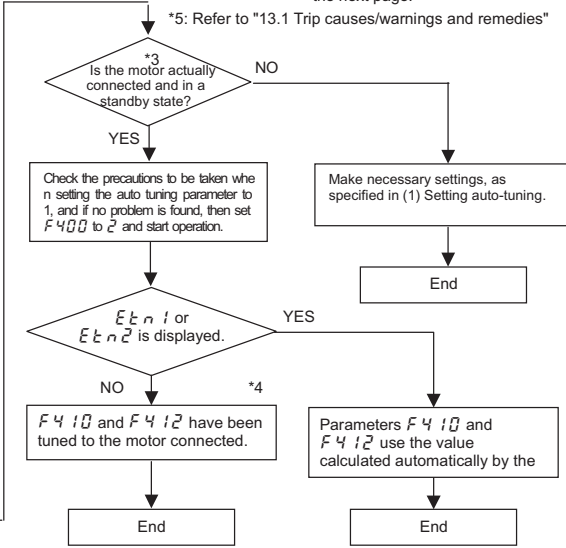 the next page.
*5: Refer to "13.1 Trip causes/warnings and remedies"
*3
Is the motor actually
connected and in a
standby state?
NO
YES
Check the precautions to be taken whe
n setting the auto tuning parameter to
1, and if no problem is found, then set
F400 to 2 and start operation.
Make necessary settings, as
specified in (1) Setting auto-tuning.
End
Etn1 or
Etn2 is displayed.
YES
NO
*4
F410 and F412 have been
tuned to the motor connected.
Parameters F410 and
F412 use the value
calculated automatically by the
End
End